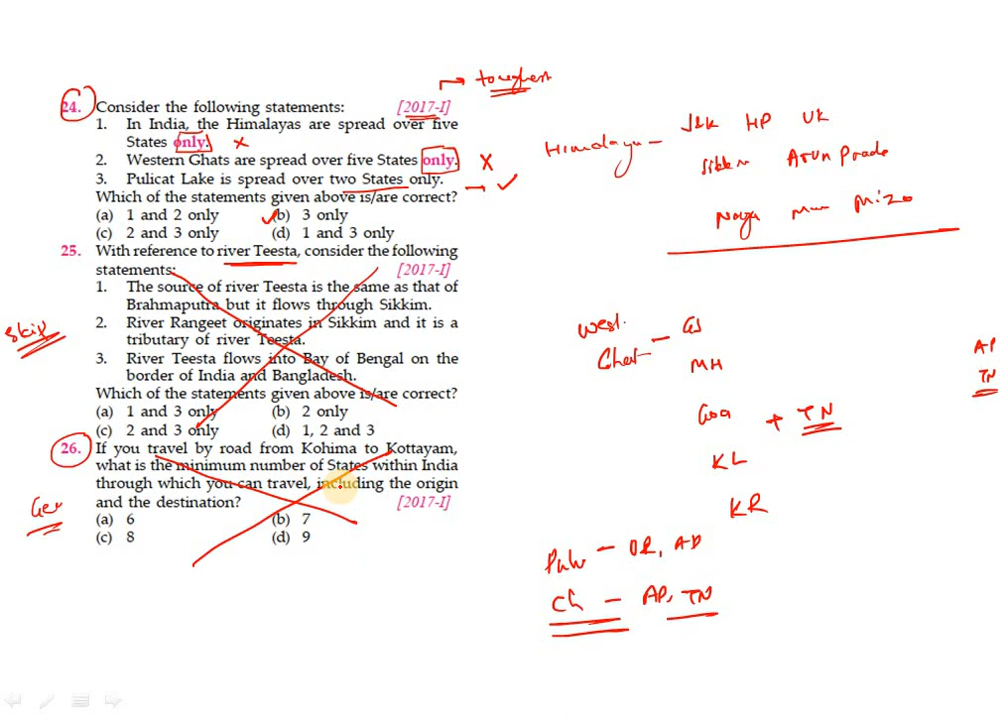 → toughest
24. Consider the following statements: [2017-I]
1. In India, the Himalayas are spread over five
States only. x
2. Western Ghats are spread over five States only. x
3. Pulicat Lake is spread over two States only. → ✓
Which of the statements given above is/are correct?
(a) 1 and 2 only ✓(b) 3 only
(c) 2 and 3 only (d) 1 and 3 only
25. With reference to river Teesta, consider the following
statements: [2017-I]
1. The source of river Teesta is the same as that of
Brahmaputra but it flows through Sikkim.
Skip
2. River Rangeet originates in Sikkim and it is a
tributary of river Teesta.
3. River Teesta flows into Bay of Bengal on the
border of India and Bangladesh.
Which of the statements given above is/are correct?
(a) 1 and 3 only (b) 2 only
(c) 2 and 3 only (d) 1, 2 and 3
26. If you travel by road from Kohima to Kottayam,
what is the minimum number of States within India
through which you can travel, including the origin
and the destination? [2017-I]
(a) 6 (b) 7
(c) 8 (d) 9
Himalaya - J&K HP UK
Sikkim Arun Prade
Naga Mizo
West. - GJ
Ghat
MH
Goa + TN
KL
KR
AP
TN
OR, AD
Ch - AP, TN